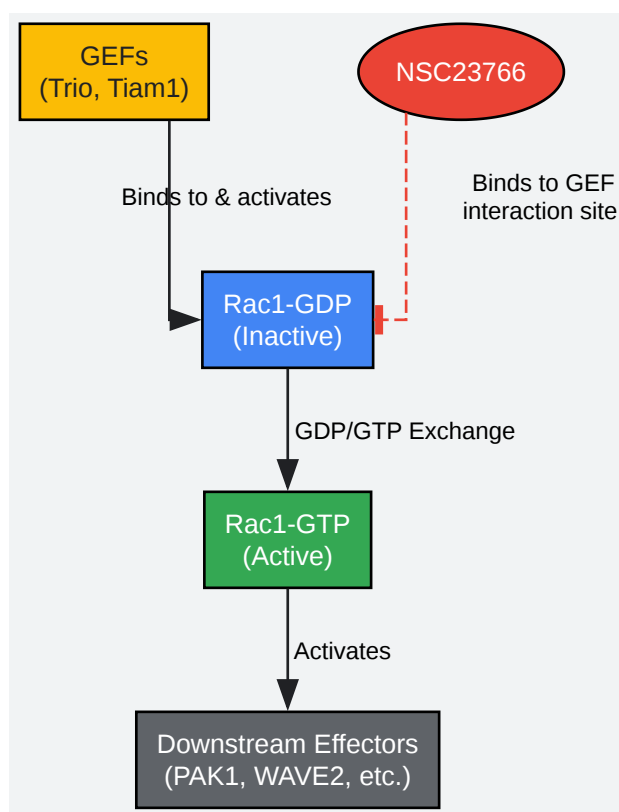 GEFs
(Trio, Tiam1)
NSC23766
Binds to & activates
Binds to GEF
interaction site
Rac1-GDP
(Inactive)
GDP/GTP Exchange
Rac1-GTP
(Active)
Activates
Downstream Effectors
(PAK1, WAVE2, etc.)